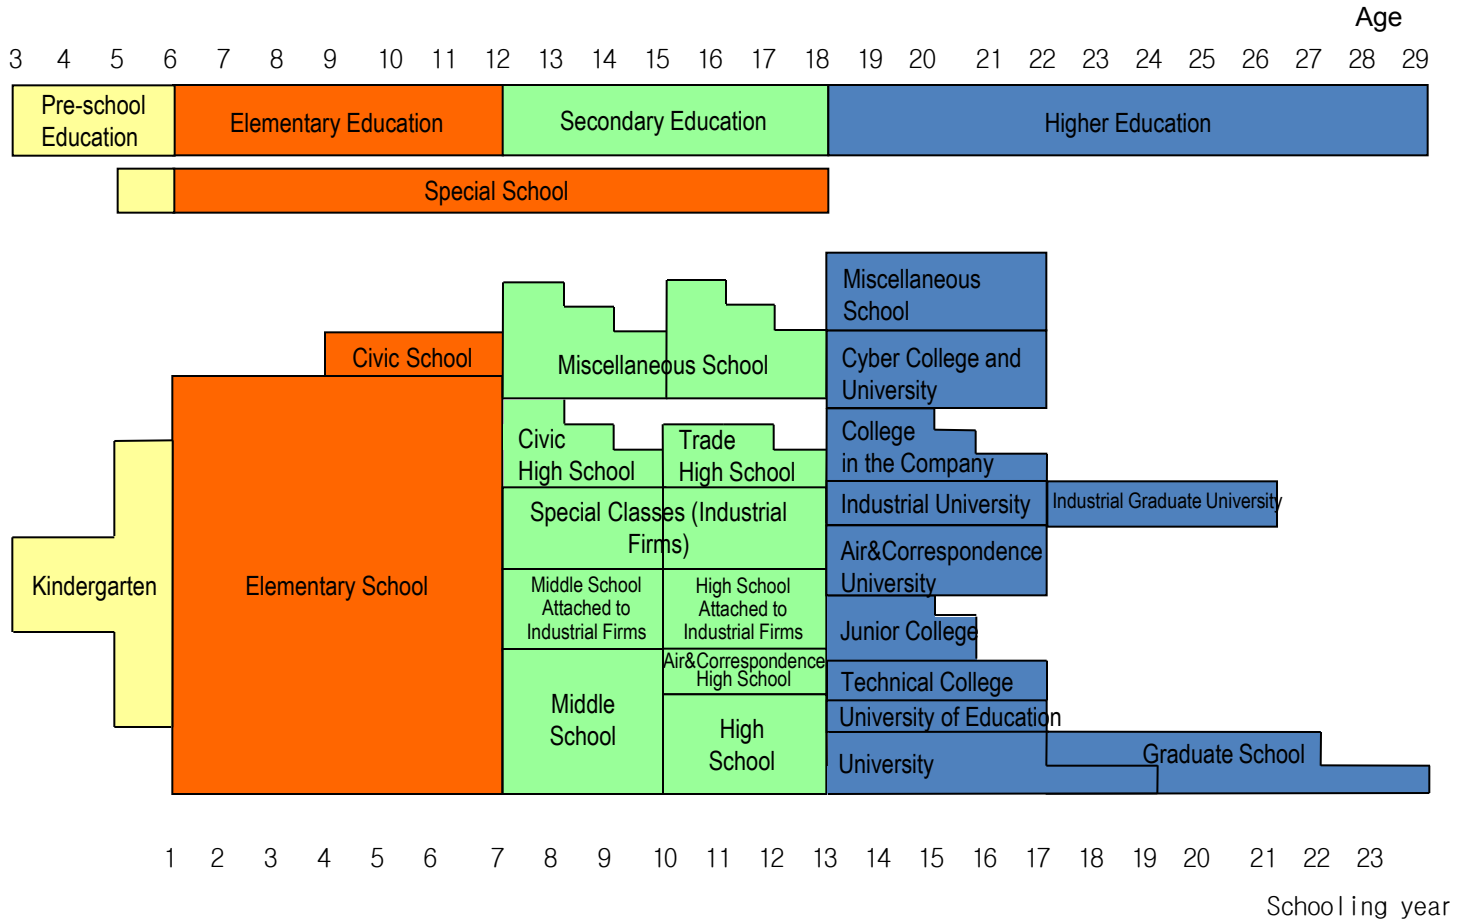 Age
3 4 5 6 7 8 9 10 11 12 13 14 15 16 17 18 19 20 21 22 23 24 25 26 27 28 29
Pre-school
Education
Elementary Education
Secondary Education
Higher Education
Special School
Miscellaneous
School
Civic School
Miscellaneous School
Cyber College and
University
Civic
High School
Trade
High School
College
in the Company
Special Classes (Industrial
Firms)
Industrial University
Industrial Graduate University
Air&Correspondence
University
Kindergarten
Elementary School
Middle School
Attached to
Industrial Firms
High School
Attached to
Industrial Firms
Junior College
Air&Correspondence
High School
Technical College
Middle
School
High
School
University of Education
University
Graduate School
1 2 3 4 5 6 7 8 9 10 11 12 13 14 15 16 17 18 19 20 21 22 23
Schooling year